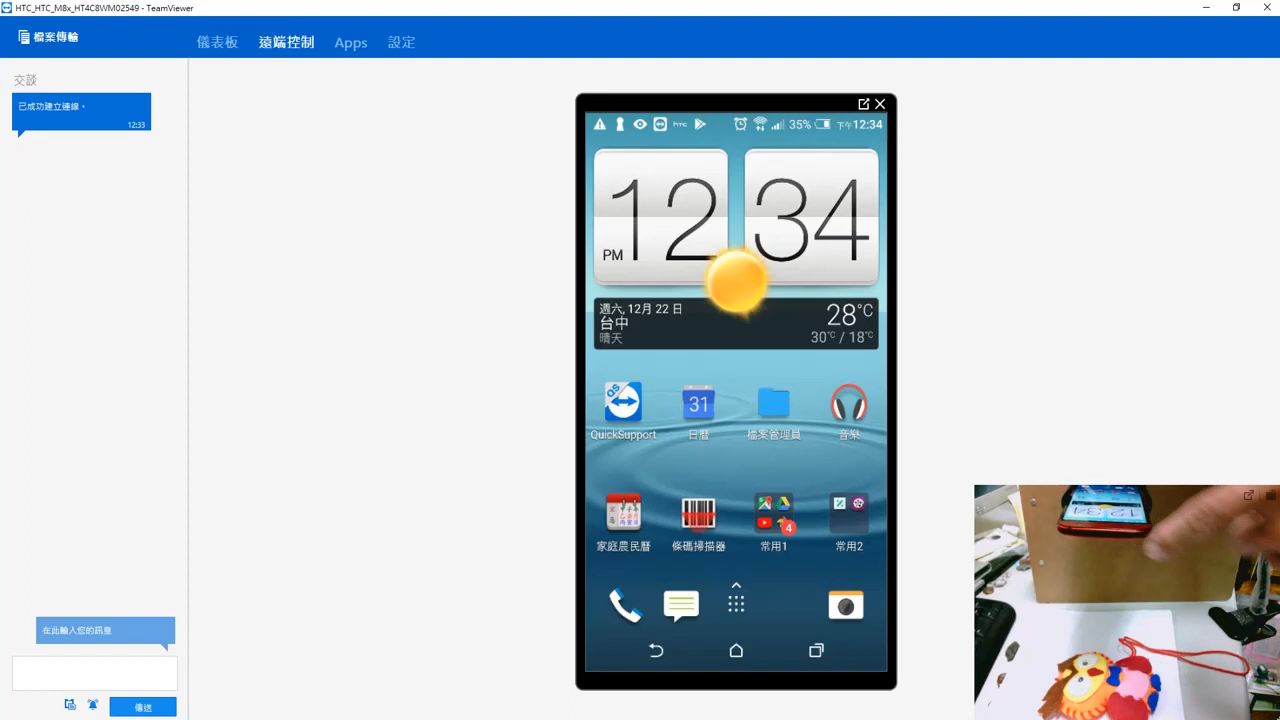 HTC_HTC_M8x_HT4C8WM02549 - TeamViewer
檔案傳輸
儀表板 遠端控制 Apps 設定
交談
已成功建立連線。
12:33
htc 35% 下午12:34
PM 12 34
週六, 12月 22 日
台中
晴天
28°C
30℃ / 18℃
QuickSupport 日曆 檔案管理員 音樂
家庭農民曆 條碼掃描器 常用1 常用2
QS
31
4
在此輸入您的訊息
傳送
12:34